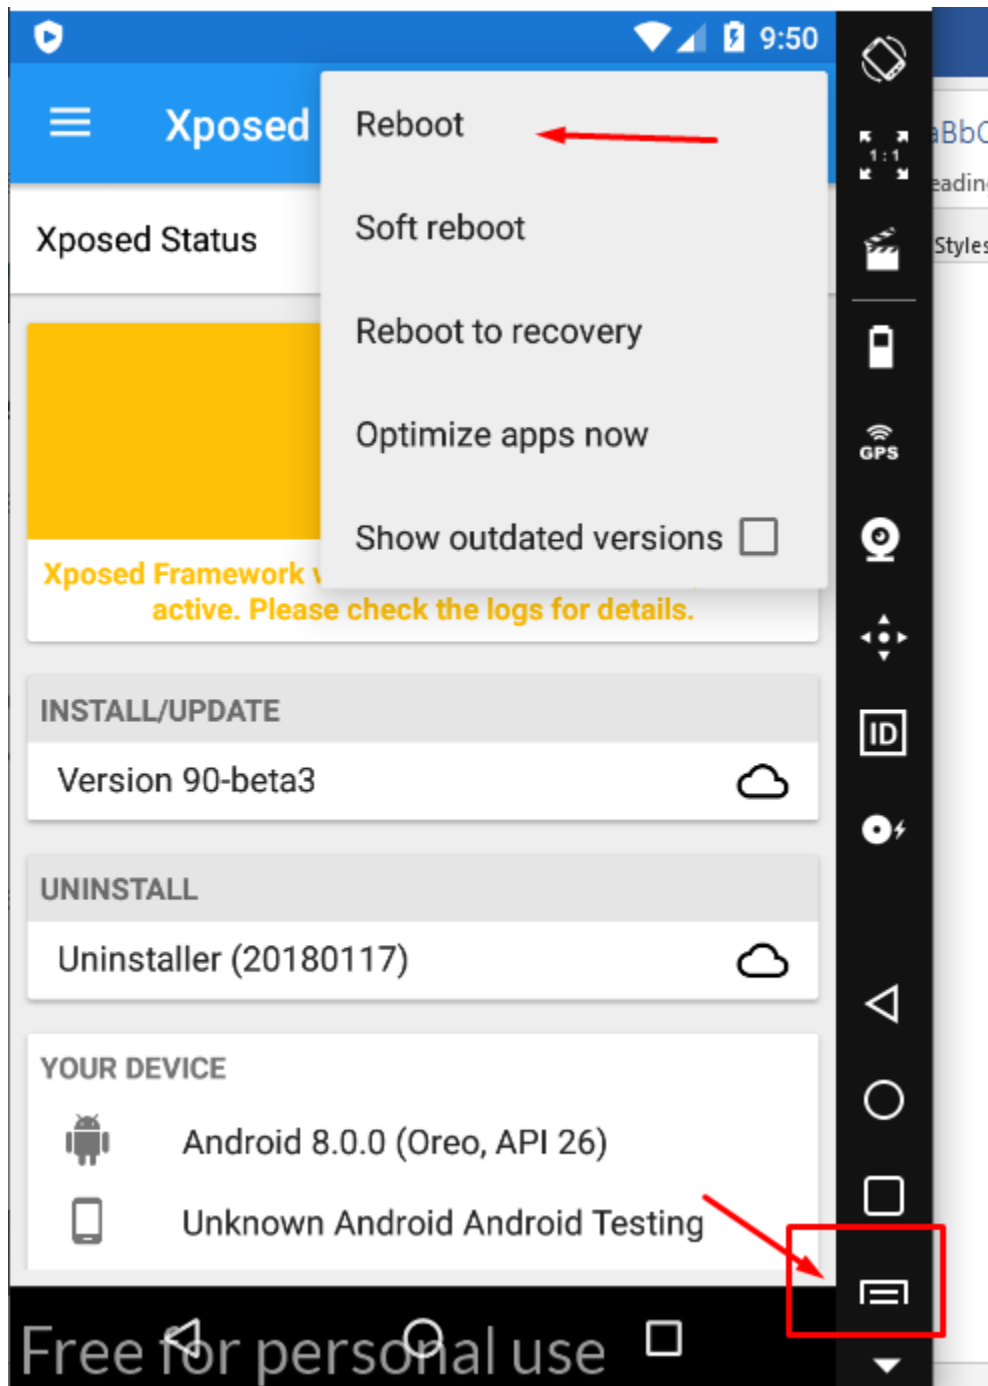 9:50
Xposed
Reboot
Xposed Status
Soft reboot
Reboot to recovery
Optimize apps now
Show outdated versions
Xposed Framework
active. Please check the logs for details.
INSTALL/UPDATE
Version 90-beta3
UNINSTALL
Uninstaller (20180117)
YOUR DEVICE
Android 8.0.0 (Oreo, API 26)
Unknown Android Android Testing
Free for personal use
1:1
GPS
ID
aBbC
eading
Styles